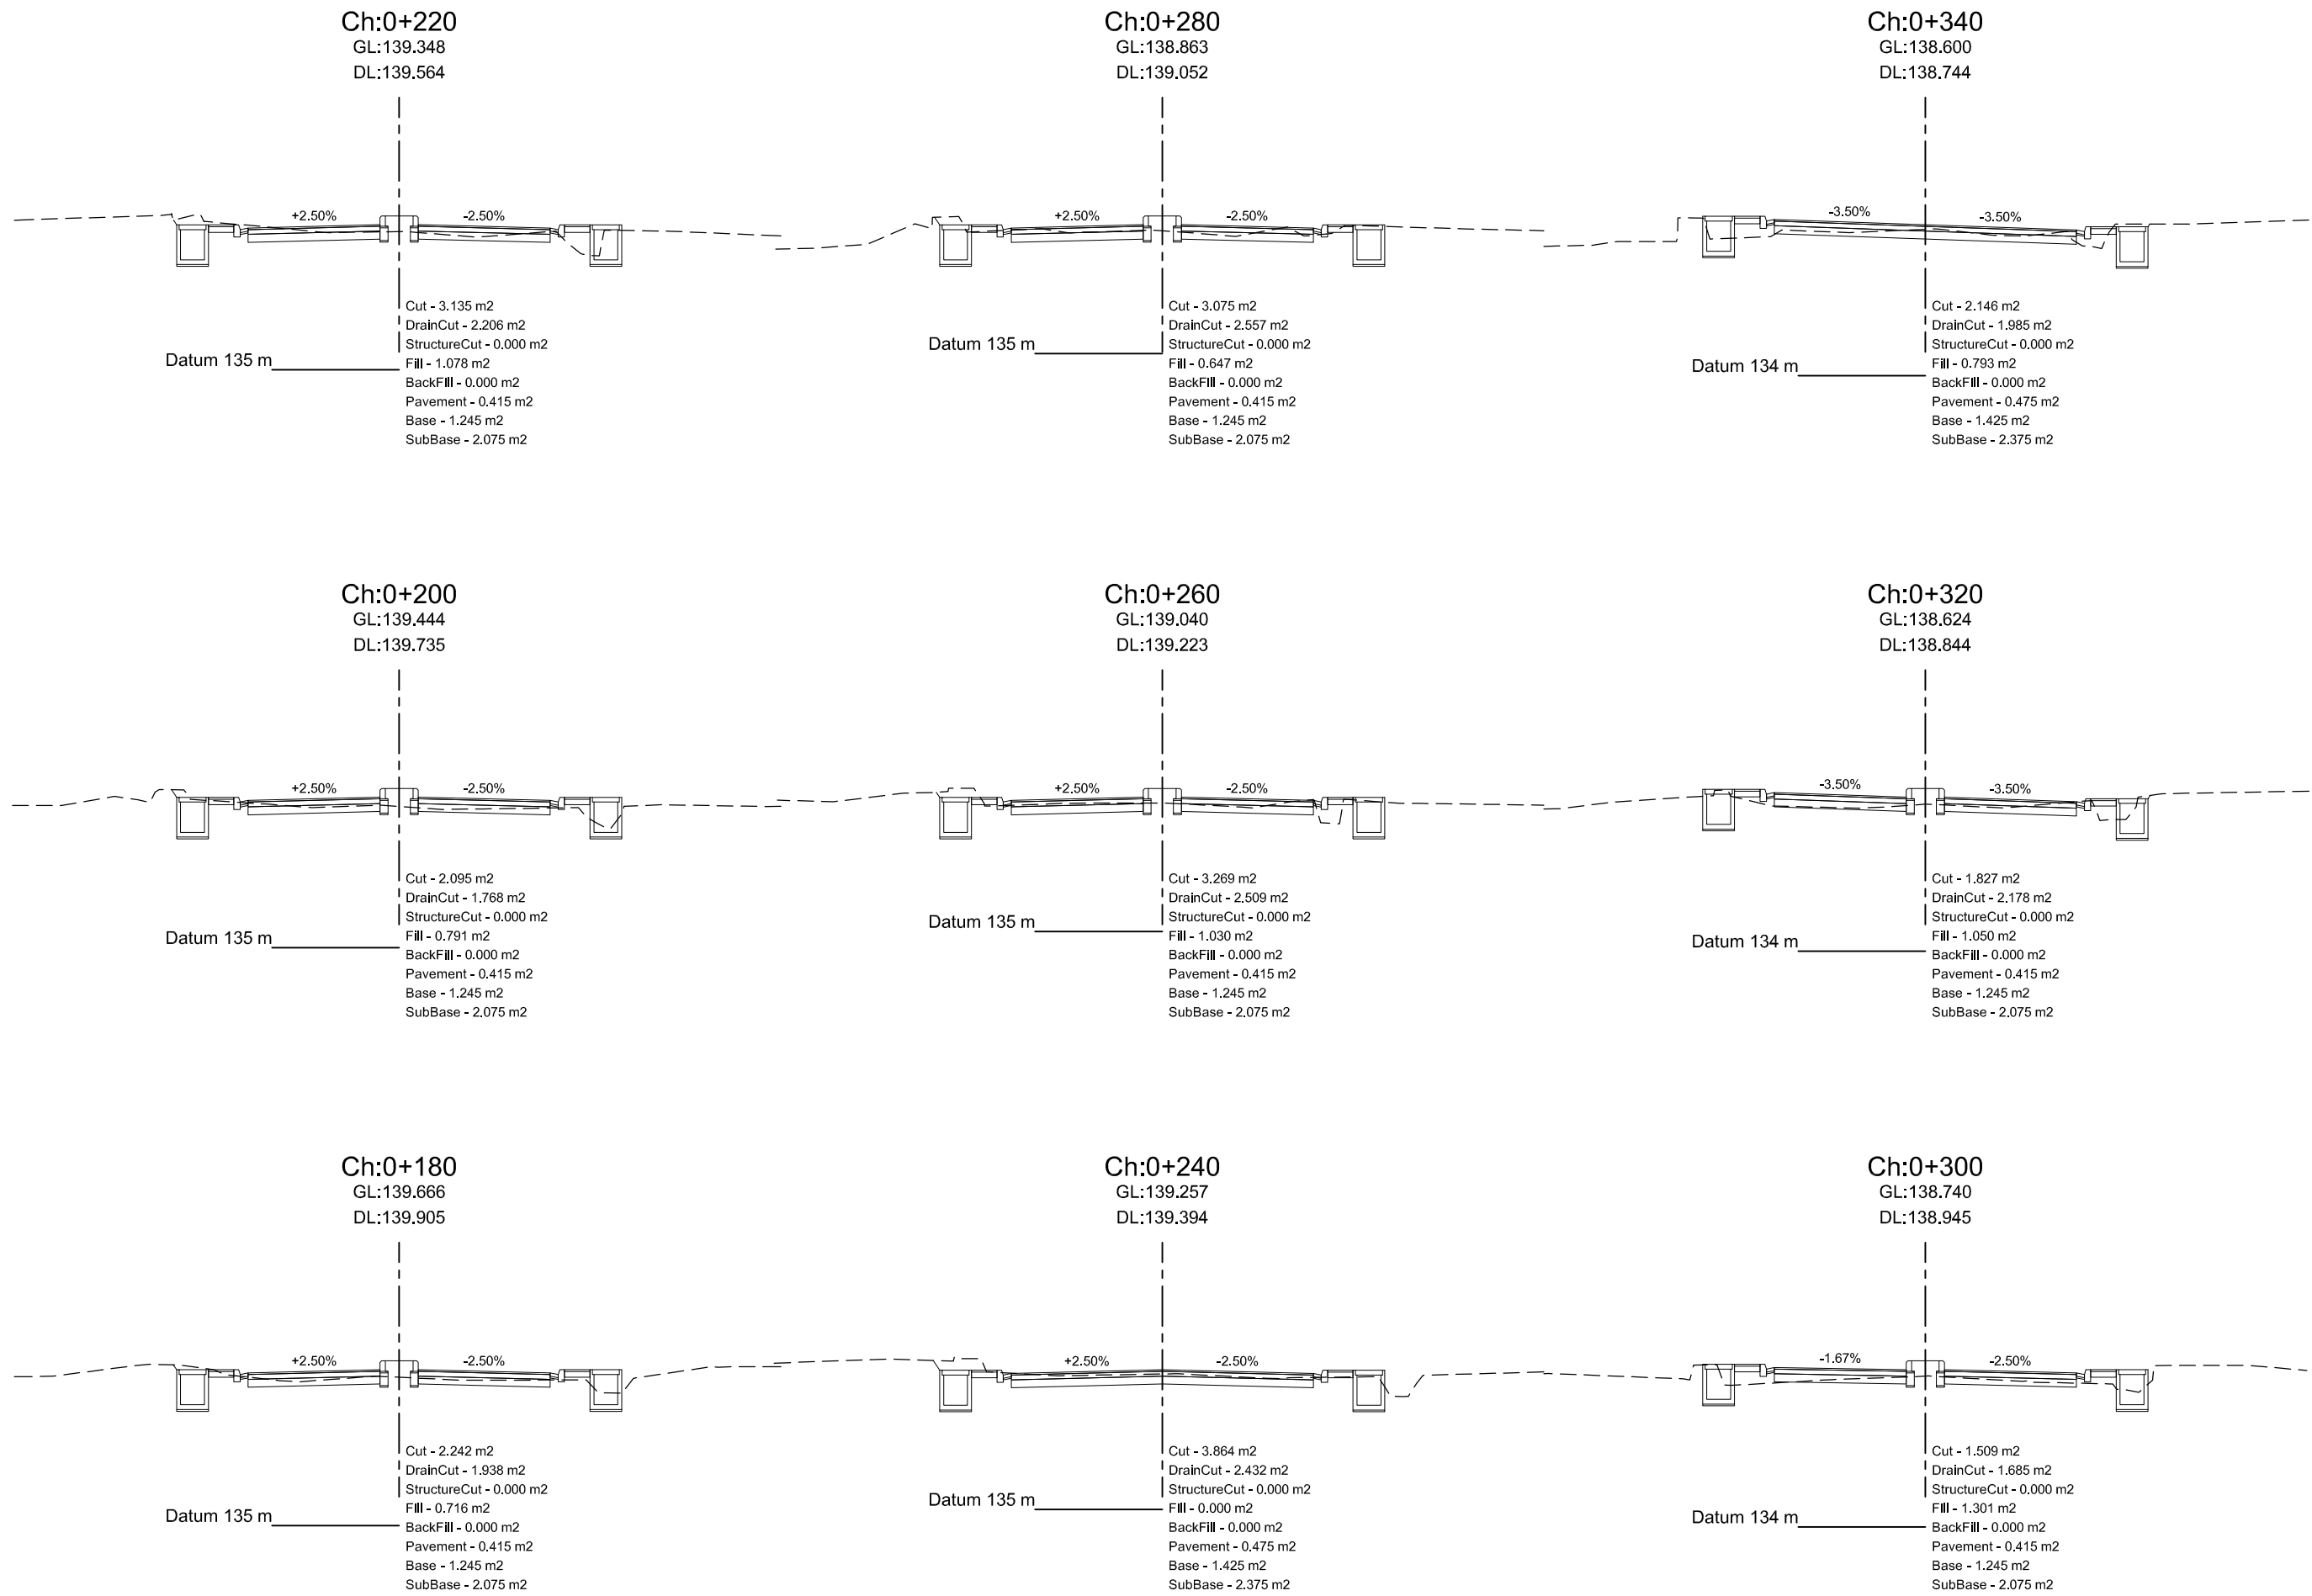 Ch:0+220
GL:139.348
DL:139.564
+2.50%
-2.50%
Cut - 3.135 m2
DrainCut - 2.206 m2
StructureCut - 0.000 m2
Fill - 1.078 m2
BackFill - 0.000 m2
Pavement - 0.415 m2
Base - 1.245 m2
SubBase - 2.075 m2
Datum 135 m
Ch:0+280
GL:138.863
DL:139.052
+2.50%
-2.50%
Cut - 3.075 m2
DrainCut - 2.557 m2
StructureCut - 0.000 m2
Fill - 0.647 m2
BackFill - 0.000 m2
Pavement - 0.415 m2
Base - 1.245 m2
SubBase - 2.075 m2
Datum 135 m
Ch:0+340
GL:138.600
DL:138.744
-3.50%
-3.50%
Cut - 2.146 m2
DrainCut - 1.985 m2
StructureCut - 0.000 m2
Fill - 0.793 m2
BackFill - 0.000 m2
Pavement - 0.475 m2
Base - 1.425 m2
SubBase - 2.375 m2
Datum 134 m
Ch:0+200
GL:139.444
DL:139.735
+2.50%
-2.50%
Cut - 2.095 m2
DrainCut - 1.768 m2
StructureCut - 0.000 m2
Fill - 0.791 m2
BackFill - 0.000 m2
Pavement - 0.415 m2
Base - 1.245 m2
SubBase - 2.075 m2
Datum 135 m
Ch:0+260
GL:139.040
DL:139.223
+2.50%
-2.50%
Cut - 3.269 m2
DrainCut - 2.509 m2
StructureCut - 0.000 m2
Fill - 1.030 m2
BackFill - 0.000 m2
Pavement - 0.415 m2
Base - 1.245 m2
SubBase - 2.075 m2
Datum 135 m
Ch:0+320
GL:138.624
DL:138.844
-3.50%
-3.50%
Cut - 1.827 m2
DrainCut - 2.178 m2
StructureCut - 0.000 m2
Fill - 1.050 m2
BackFill - 0.000 m2
Pavement - 0.415 m2
Base - 1.245 m2
SubBase - 2.075 m2
Datum 134 m
Ch:0+180
GL:139.666
DL:139.905
+2.50%
-2.50%
Cut - 2.242 m2
DrainCut - 1.938 m2
StructureCut - 0.000 m2
Fill - 0.716 m2
BackFill - 0.000 m2
Pavement - 0.415 m2
Base - 1.245 m2
SubBase - 2.075 m2
Datum 135 m
Ch:0+240
GL:139.257
DL:139.394
+2.50%
-2.50%
Cut - 3.864 m2
DrainCut - 2.432 m2
StructureCut - 0.000 m2
Fill - 0.000 m2
BackFill - 0.000 m2
Pavement - 0.475 m2
Base - 1.425 m2
SubBase - 2.375 m2
Datum 135 m
Ch:0+300
GL:138.740
DL:138.945
-1.67%
-2.50%
Cut - 1.509 m2
DrainCut - 1.685 m2
StructureCut - 0.000 m2
Fill - 1.301 m2
BackFill - 0.000 m2
Pavement - 0.415 m2
Base - 1.245 m2
SubBase - 2.075 m2
Datum 134 m